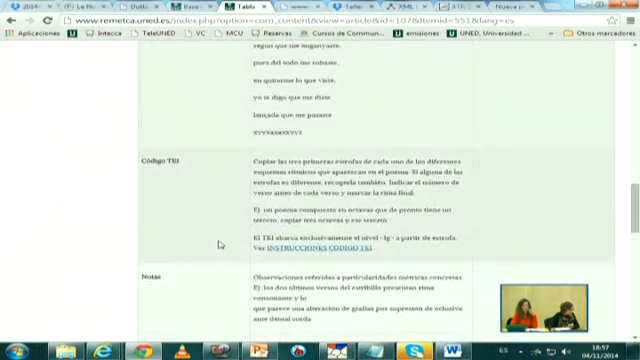 www.remetca.uned.es/index.php?option=com_content&view=article&id=107&Itemid=551&lang=es
Aplicaciones
Intecca
TeleUNED
VC
MCU
Reservas
Cursos de Commun...
emisiones
UNED, Universidad ...
Otros marcadores
según que me engañaste.
pues del todo me robaste,
en quitarme lo que viste,
yo te digo que me diste
lançada que me pasaste
Código TEI
Copiar las tres primeras estrofas de cada uno de los diferentes
esquemas rítmicos que aparezcan en el poema. Si alguna de las
estrofas es diferente, recogerla también. Indicar el número de
verso antes de cada verso y marcar la rima final.
Ej: un poema compuesto en octavas que de pronto tiene un
terceto, copiar tres octavas y ese terceto.
El TEI abarca exclusivamente el nivel <lg> a partir de estrofa.
Ver INSTRUCCIONES CÓDIGO TEI
Notas
Observaciones referidas a particularidades métricas concretas
Ej: los dos últimos versos del estribillo presentan rima
consonante y lo
que parece una alteración de grafías por supresión de oclusiva
ante dental sorda
ES
18:57
04/11/2014